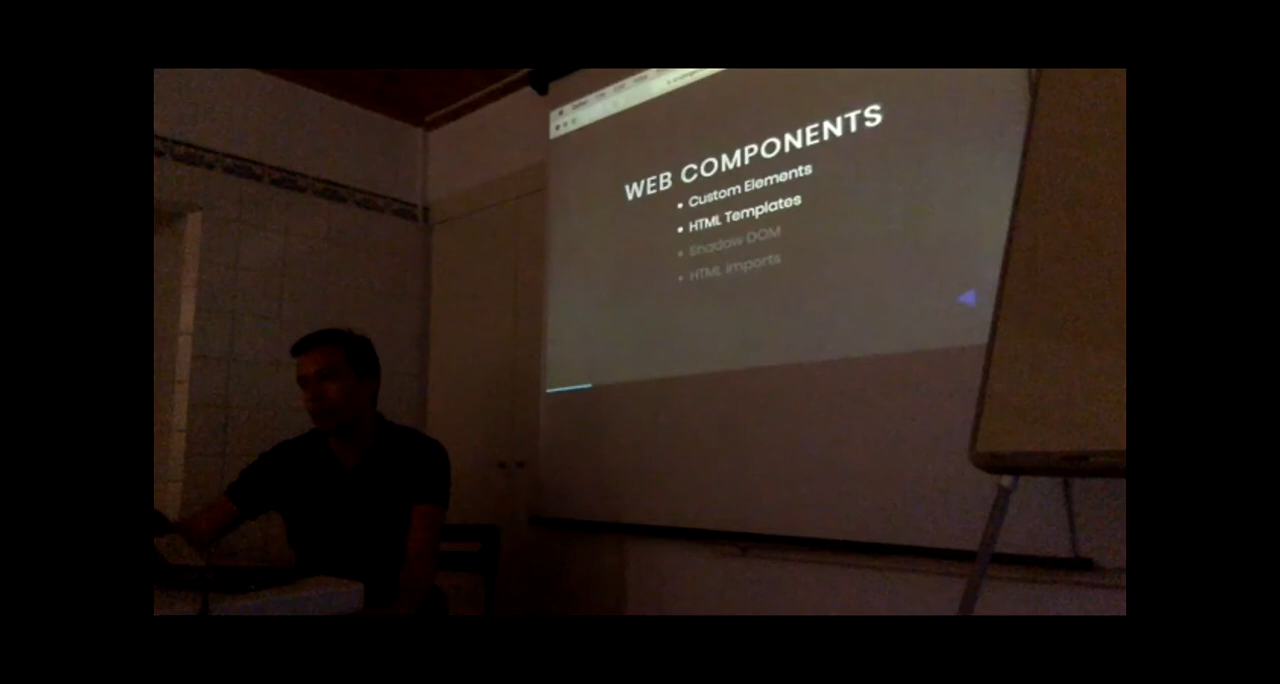 WEB COMPONENTS
• Custom Elements
• HTML Templates
• Shadow DOM
• HTML imports